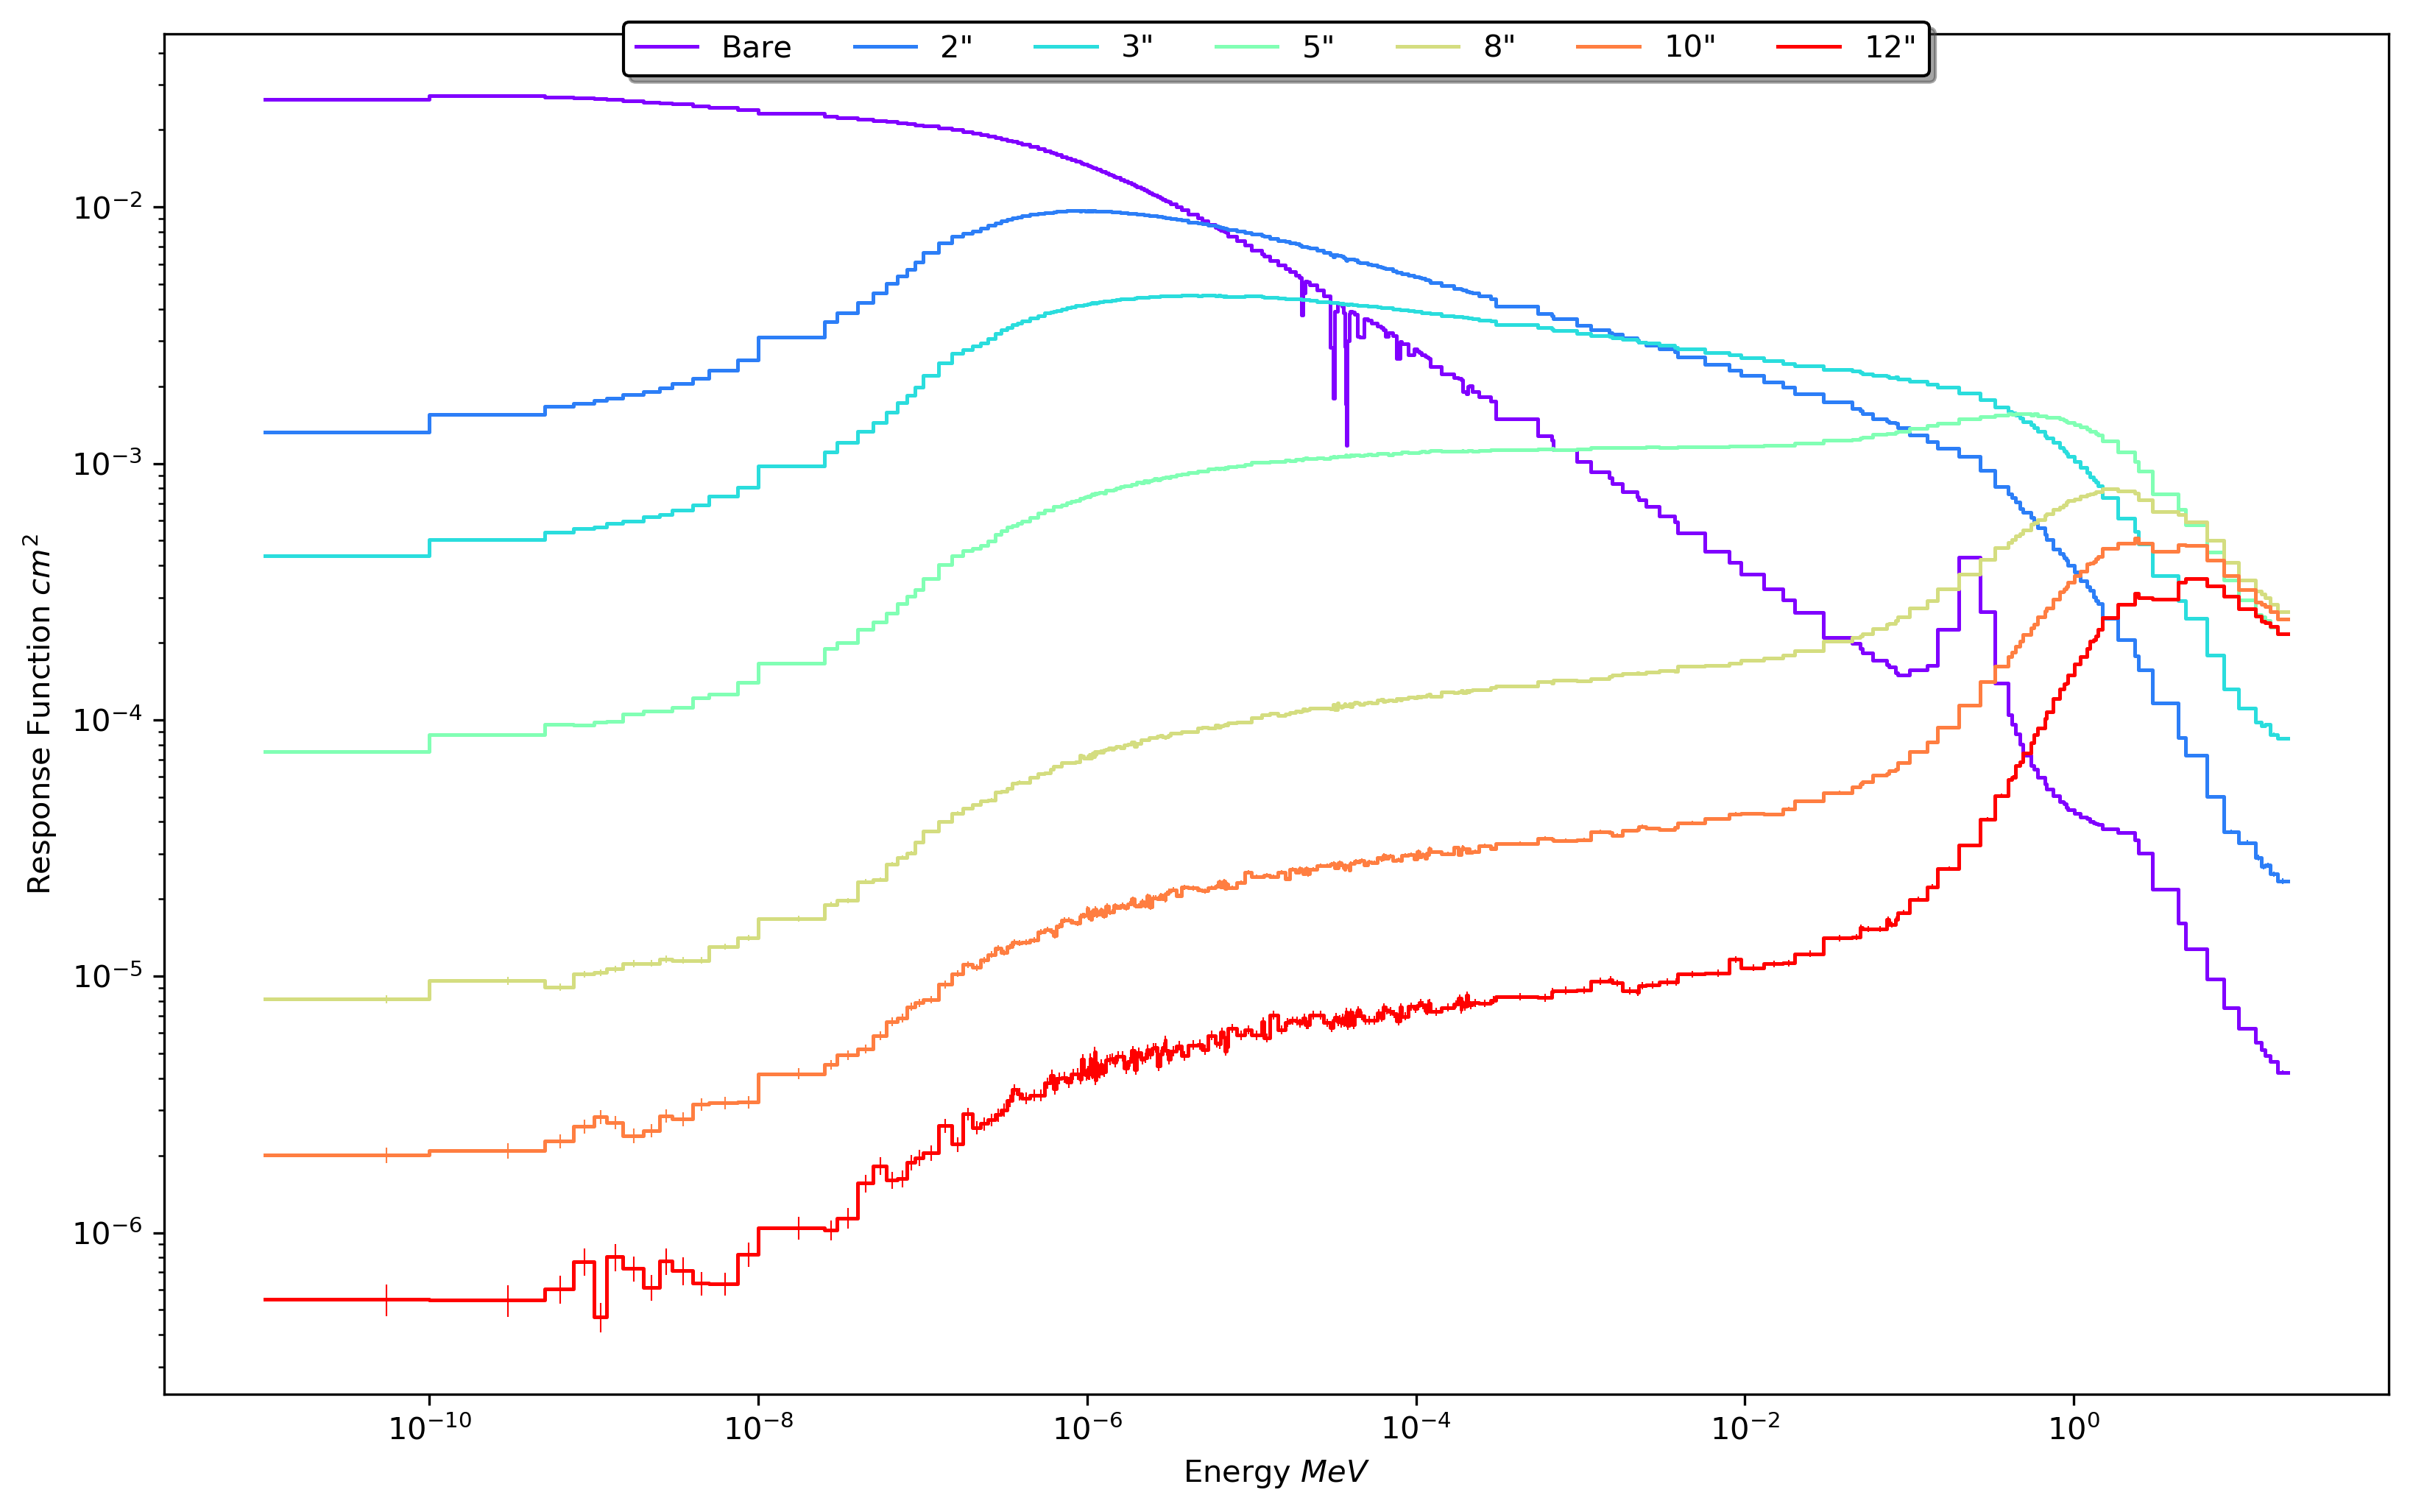 Bare 2" 3" 5" 8" 10" 12"
Response Function cm²
10⁻²
10⁻³
10⁻⁴
10⁻⁵
10⁻⁶
10⁻¹⁰ 10⁻⁸ 10⁻⁶ 10⁻⁴ 10⁻² 10⁰
Energy MeV